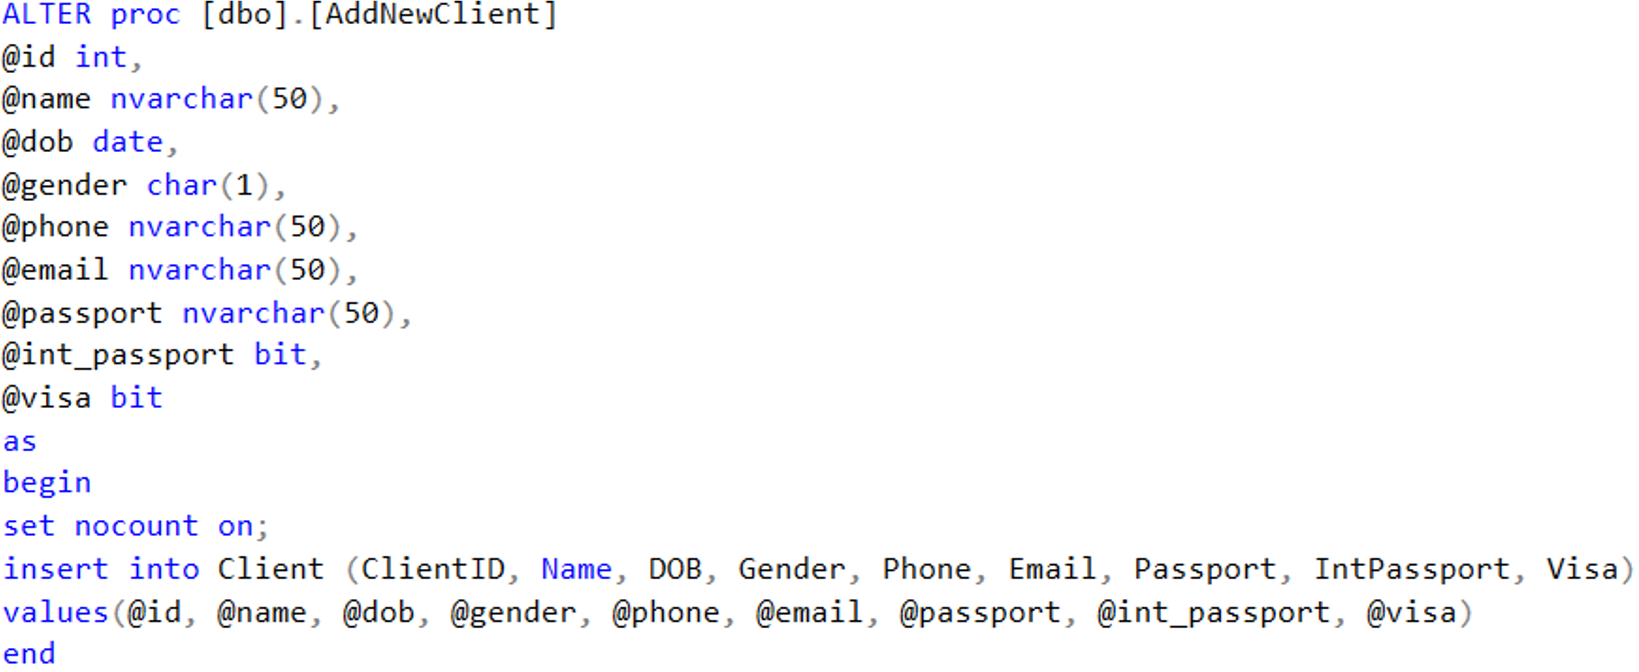 ALTER proc [dbo].[AddNewClient]
@id int,
@name nvarchar(50),
@dob date,
@gender char(1),
@phone nvarchar(50),
@email nvarchar(50),
@passport nvarchar(50),
@int_passport bit,
@visa bit
as
begin
set nocount on;
insert into Client (ClientID, Name, DOB, Gender, Phone, Email, Passport, IntPassport, Visa)
values(@id, @name, @dob, @gender, @phone, @email, @passport, @int_passport, @visa)
end